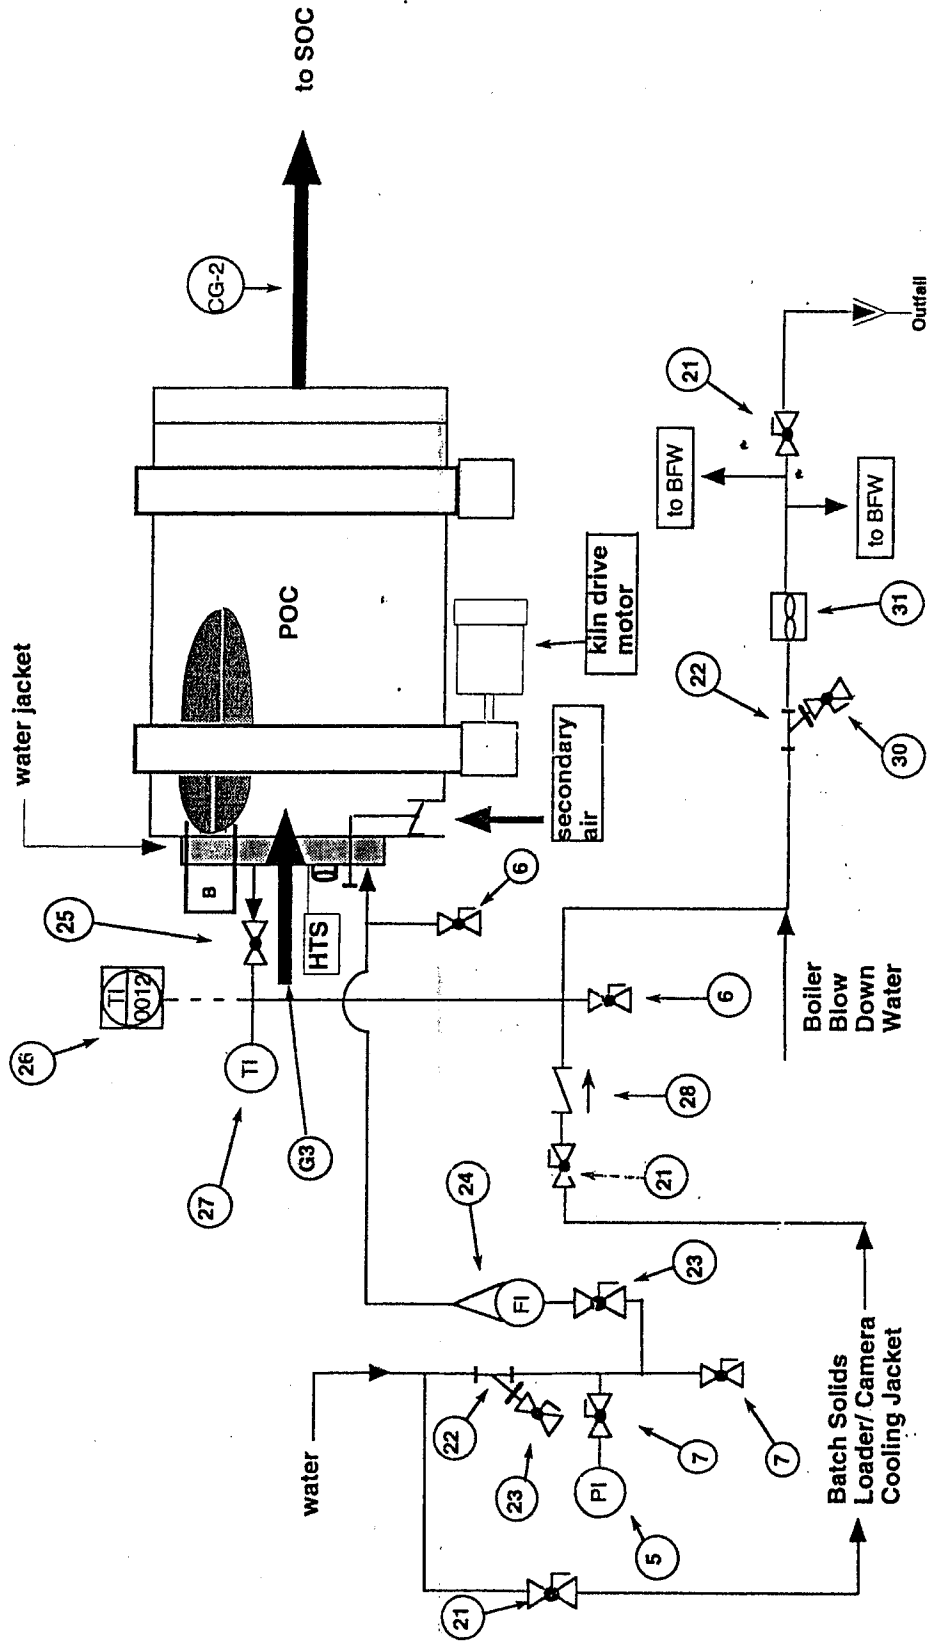 to SOC
CG-2
water jacket
POC
B
25
HTS
TI
0012
26
TI
27
G3
kiln drive
motor
secondary
air
6
6
to BFW
to BFW
21
Outfall
31
22
30
Boiler
Blow
Down
Water
28
21
24
FI
23
water
22
23
PI
5
7
7
21
Batch Solids
Loader/ Camera
Cooling Jacket